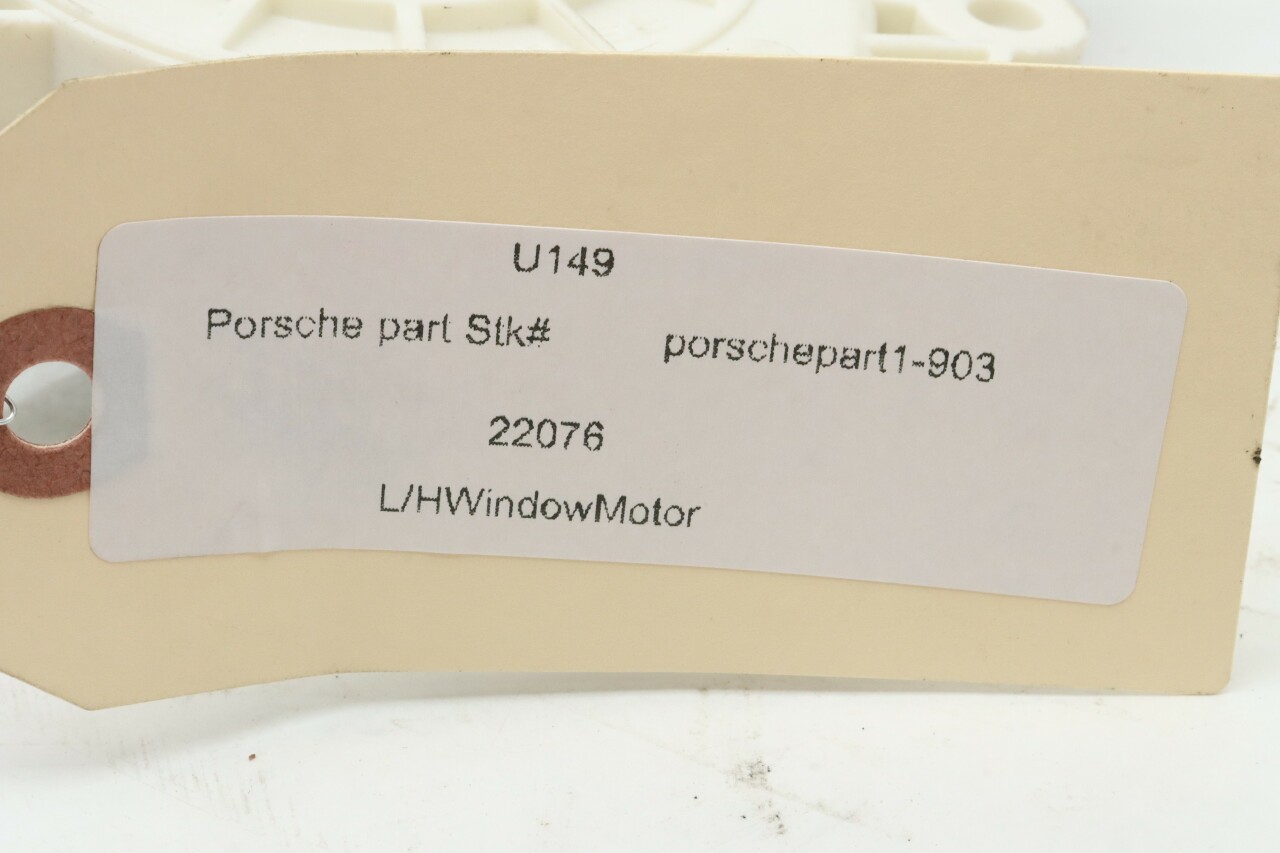 U149
Porsche part Stk# porschepart1-903
22076
L/HWindowMotor